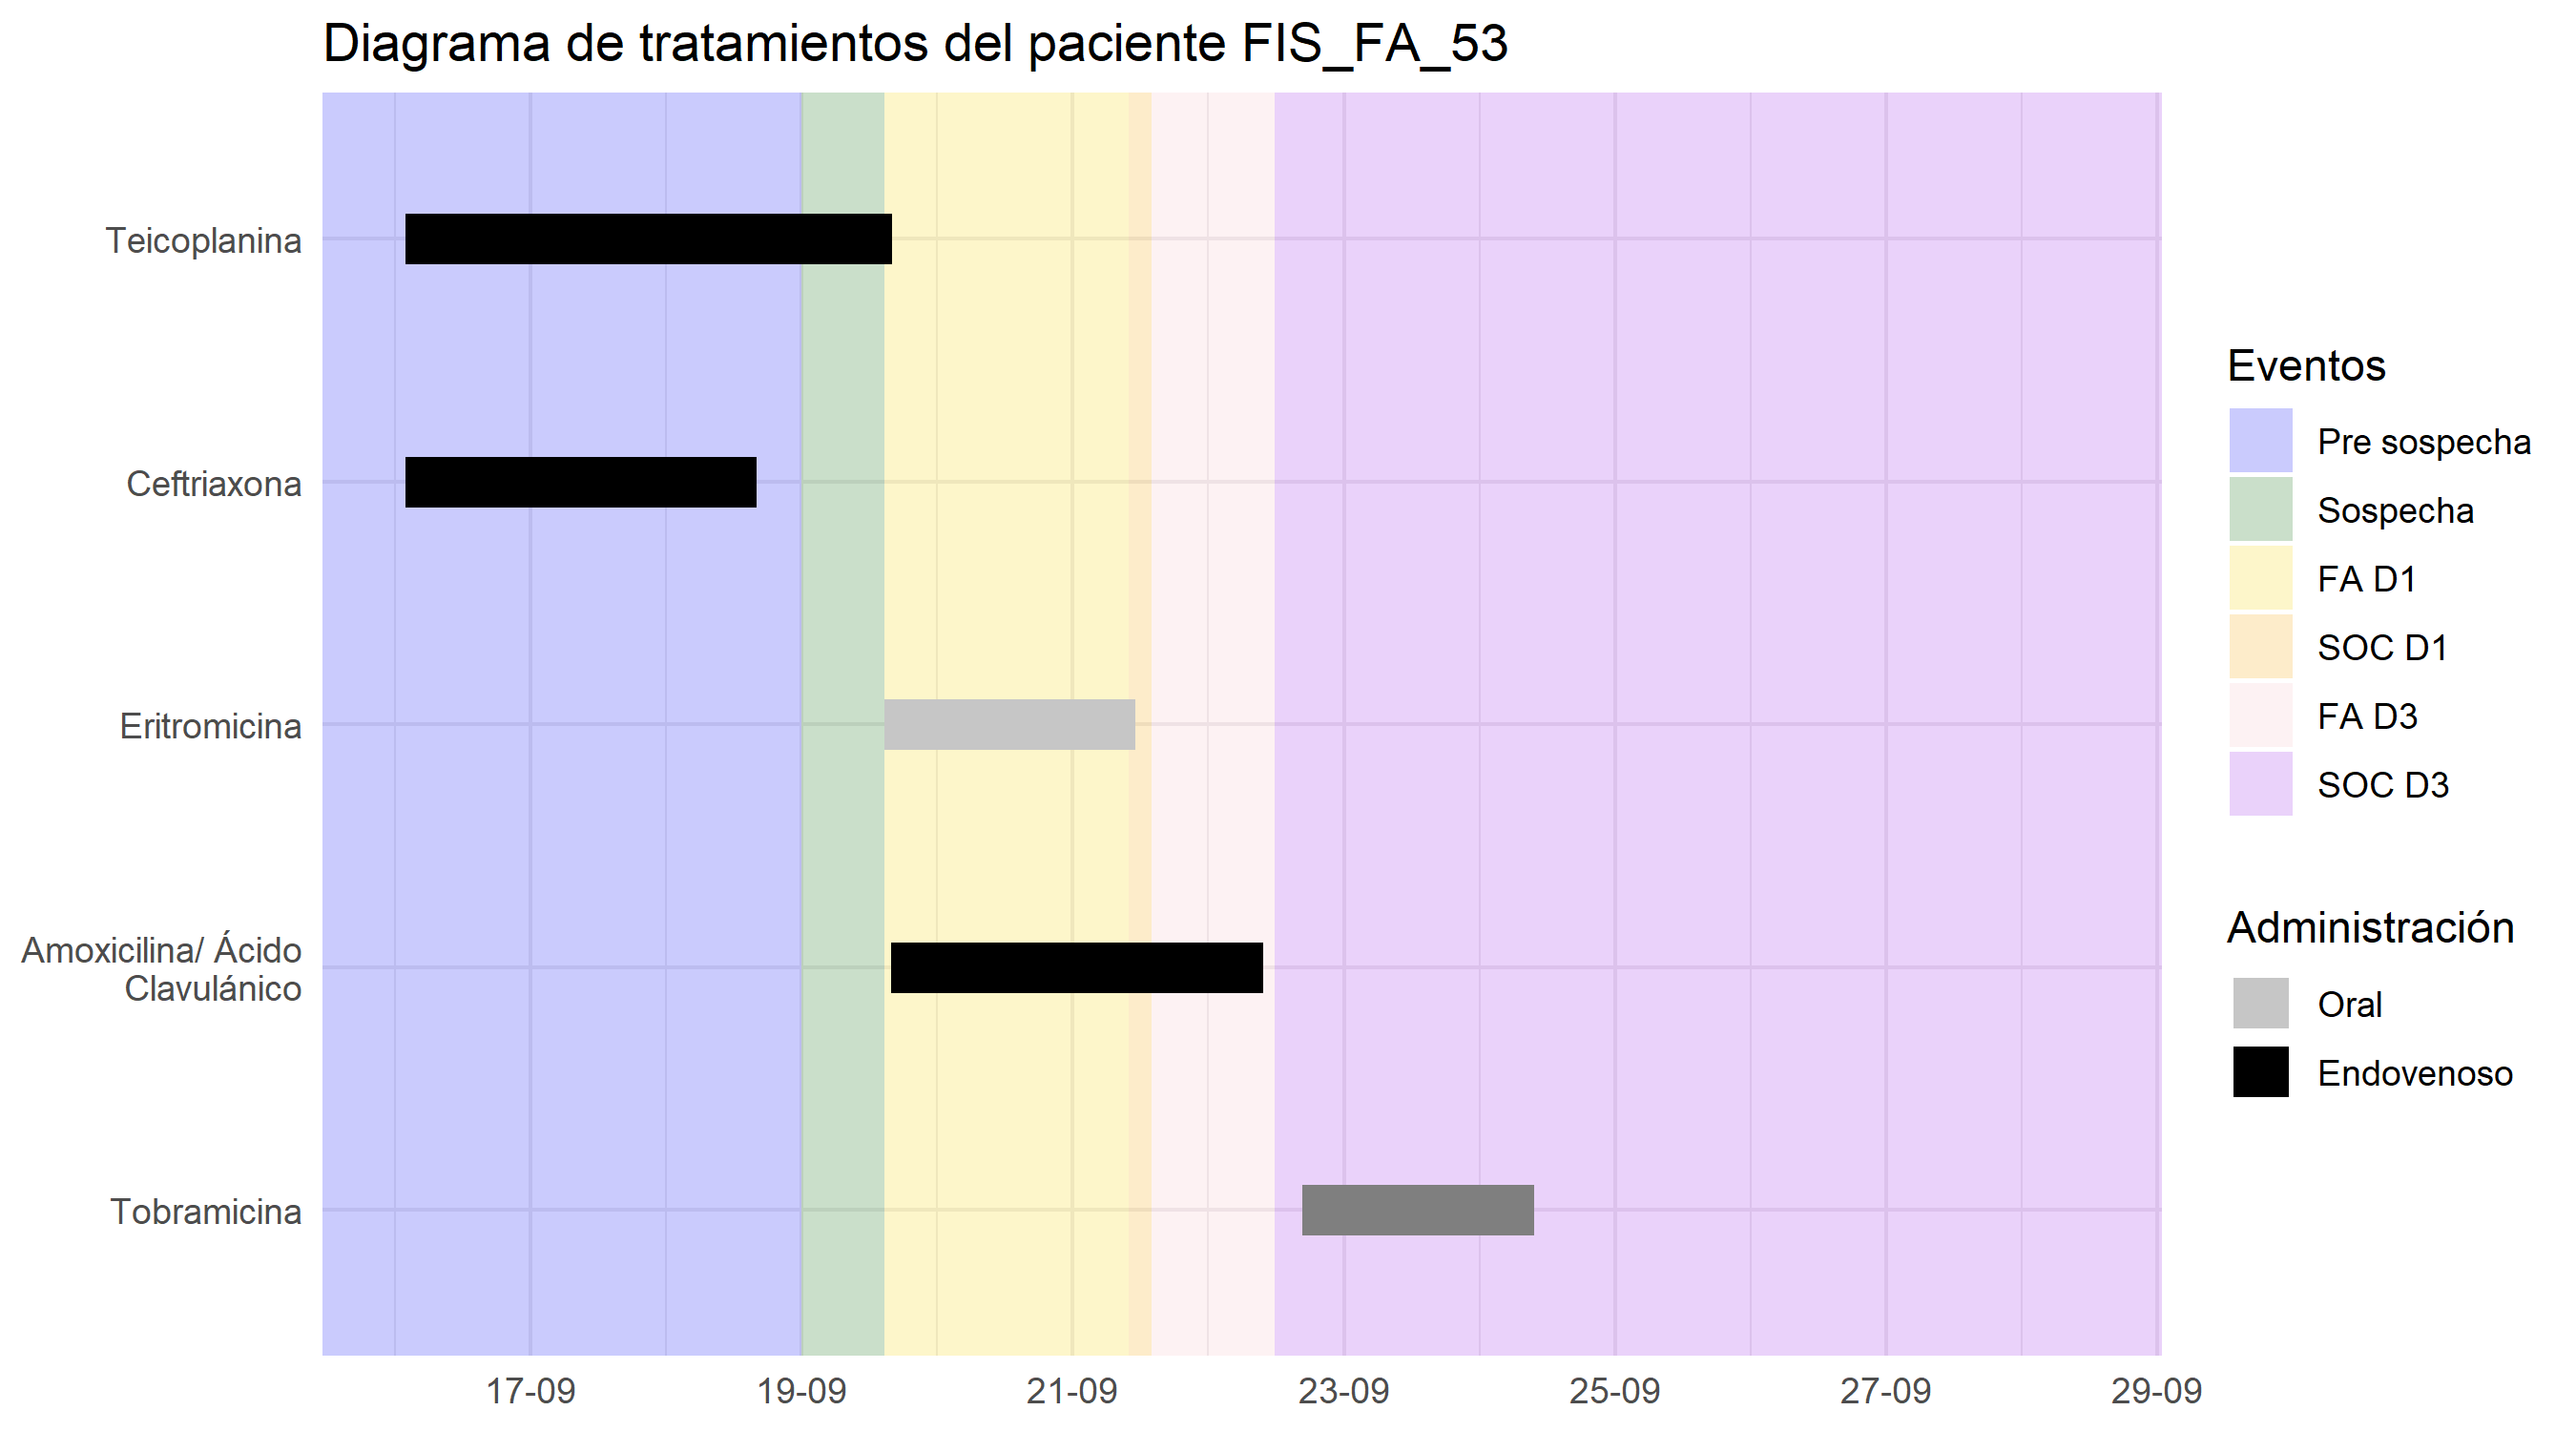 Diagrama de tratamientos del paciente FIS_FA_53
Teicoplanina
Ceftriaxona
Eritromicina
Amoxicilina/ Ácido
Clavulánico
Tobramicina
17-09
19-09
21-09
23-09
25-09
27-09
29-09
Eventos
Pre sospecha
Sospecha
FA D1
SOC D1
FA D3
SOC D3
Administración
Oral
Endovenoso